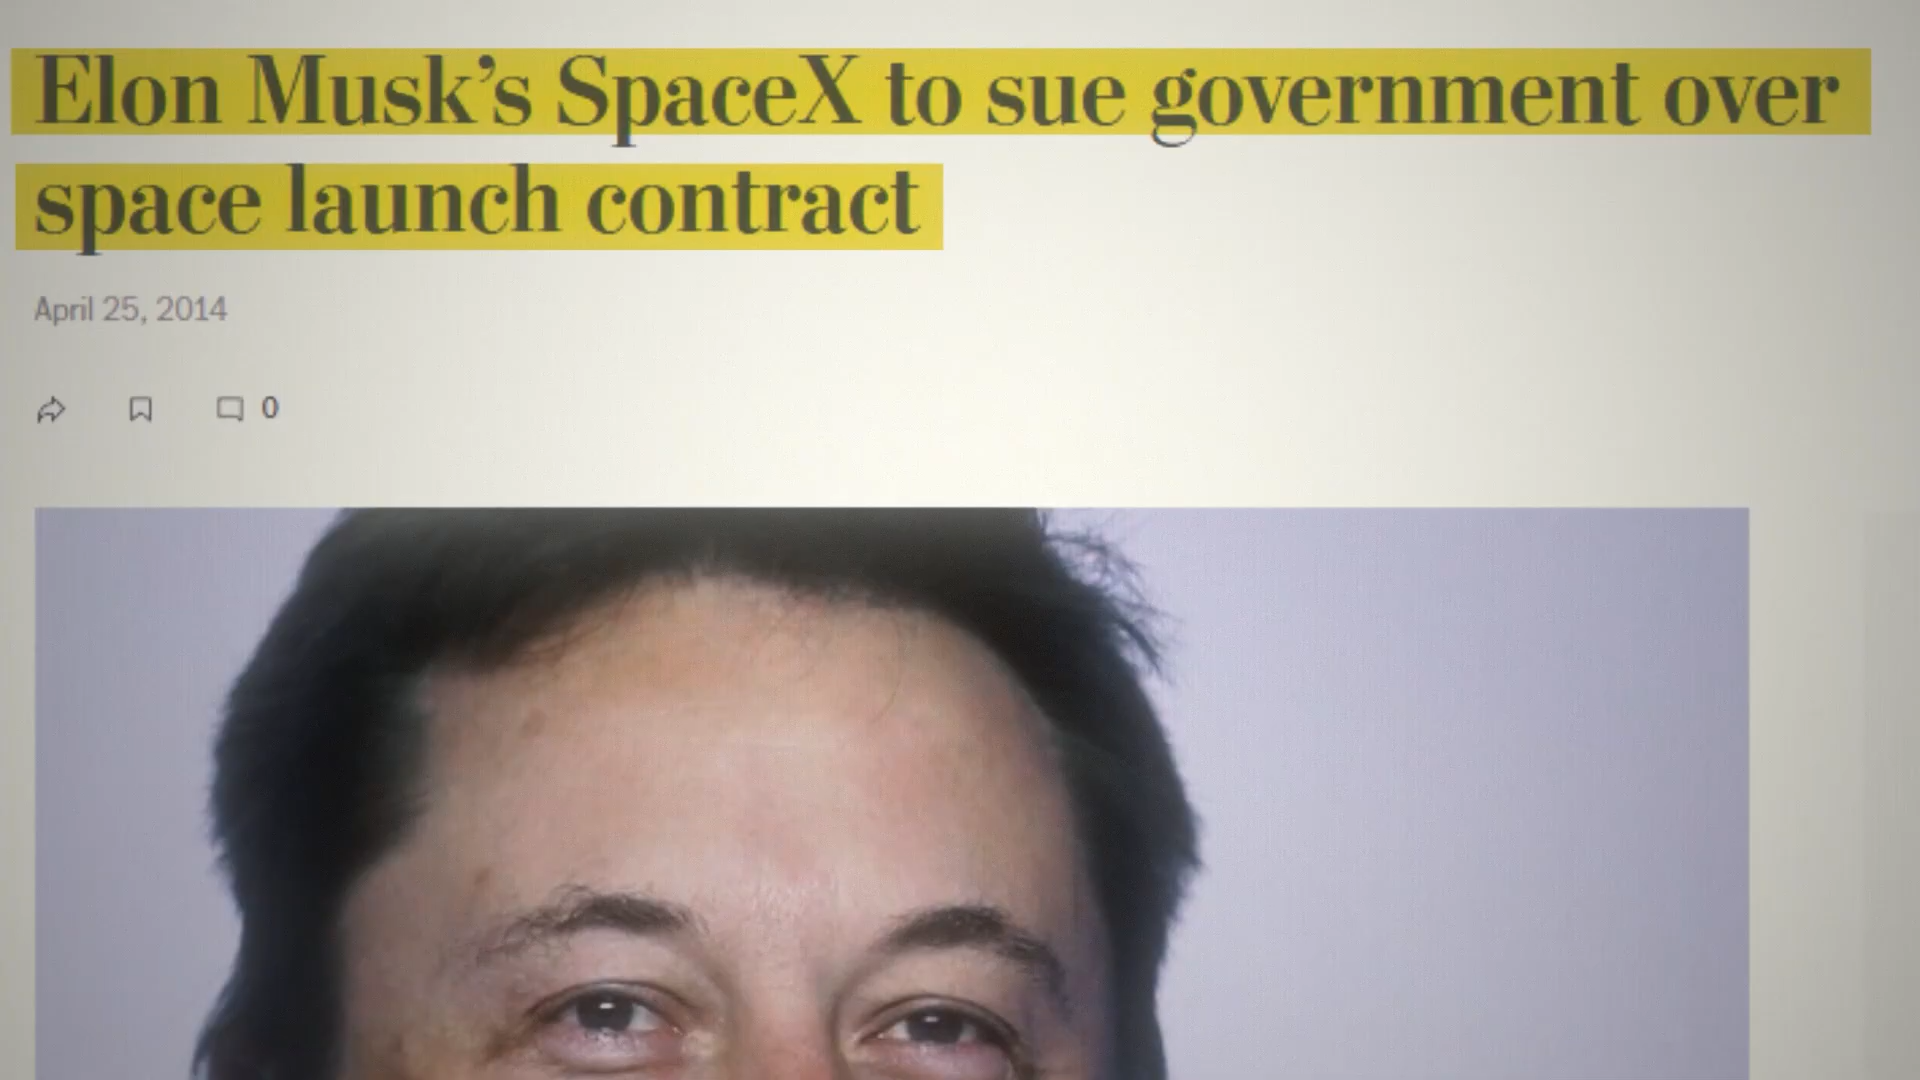 Elon Musk’s SpaceX to sue government over
space launch contract
April 25, 2014
0